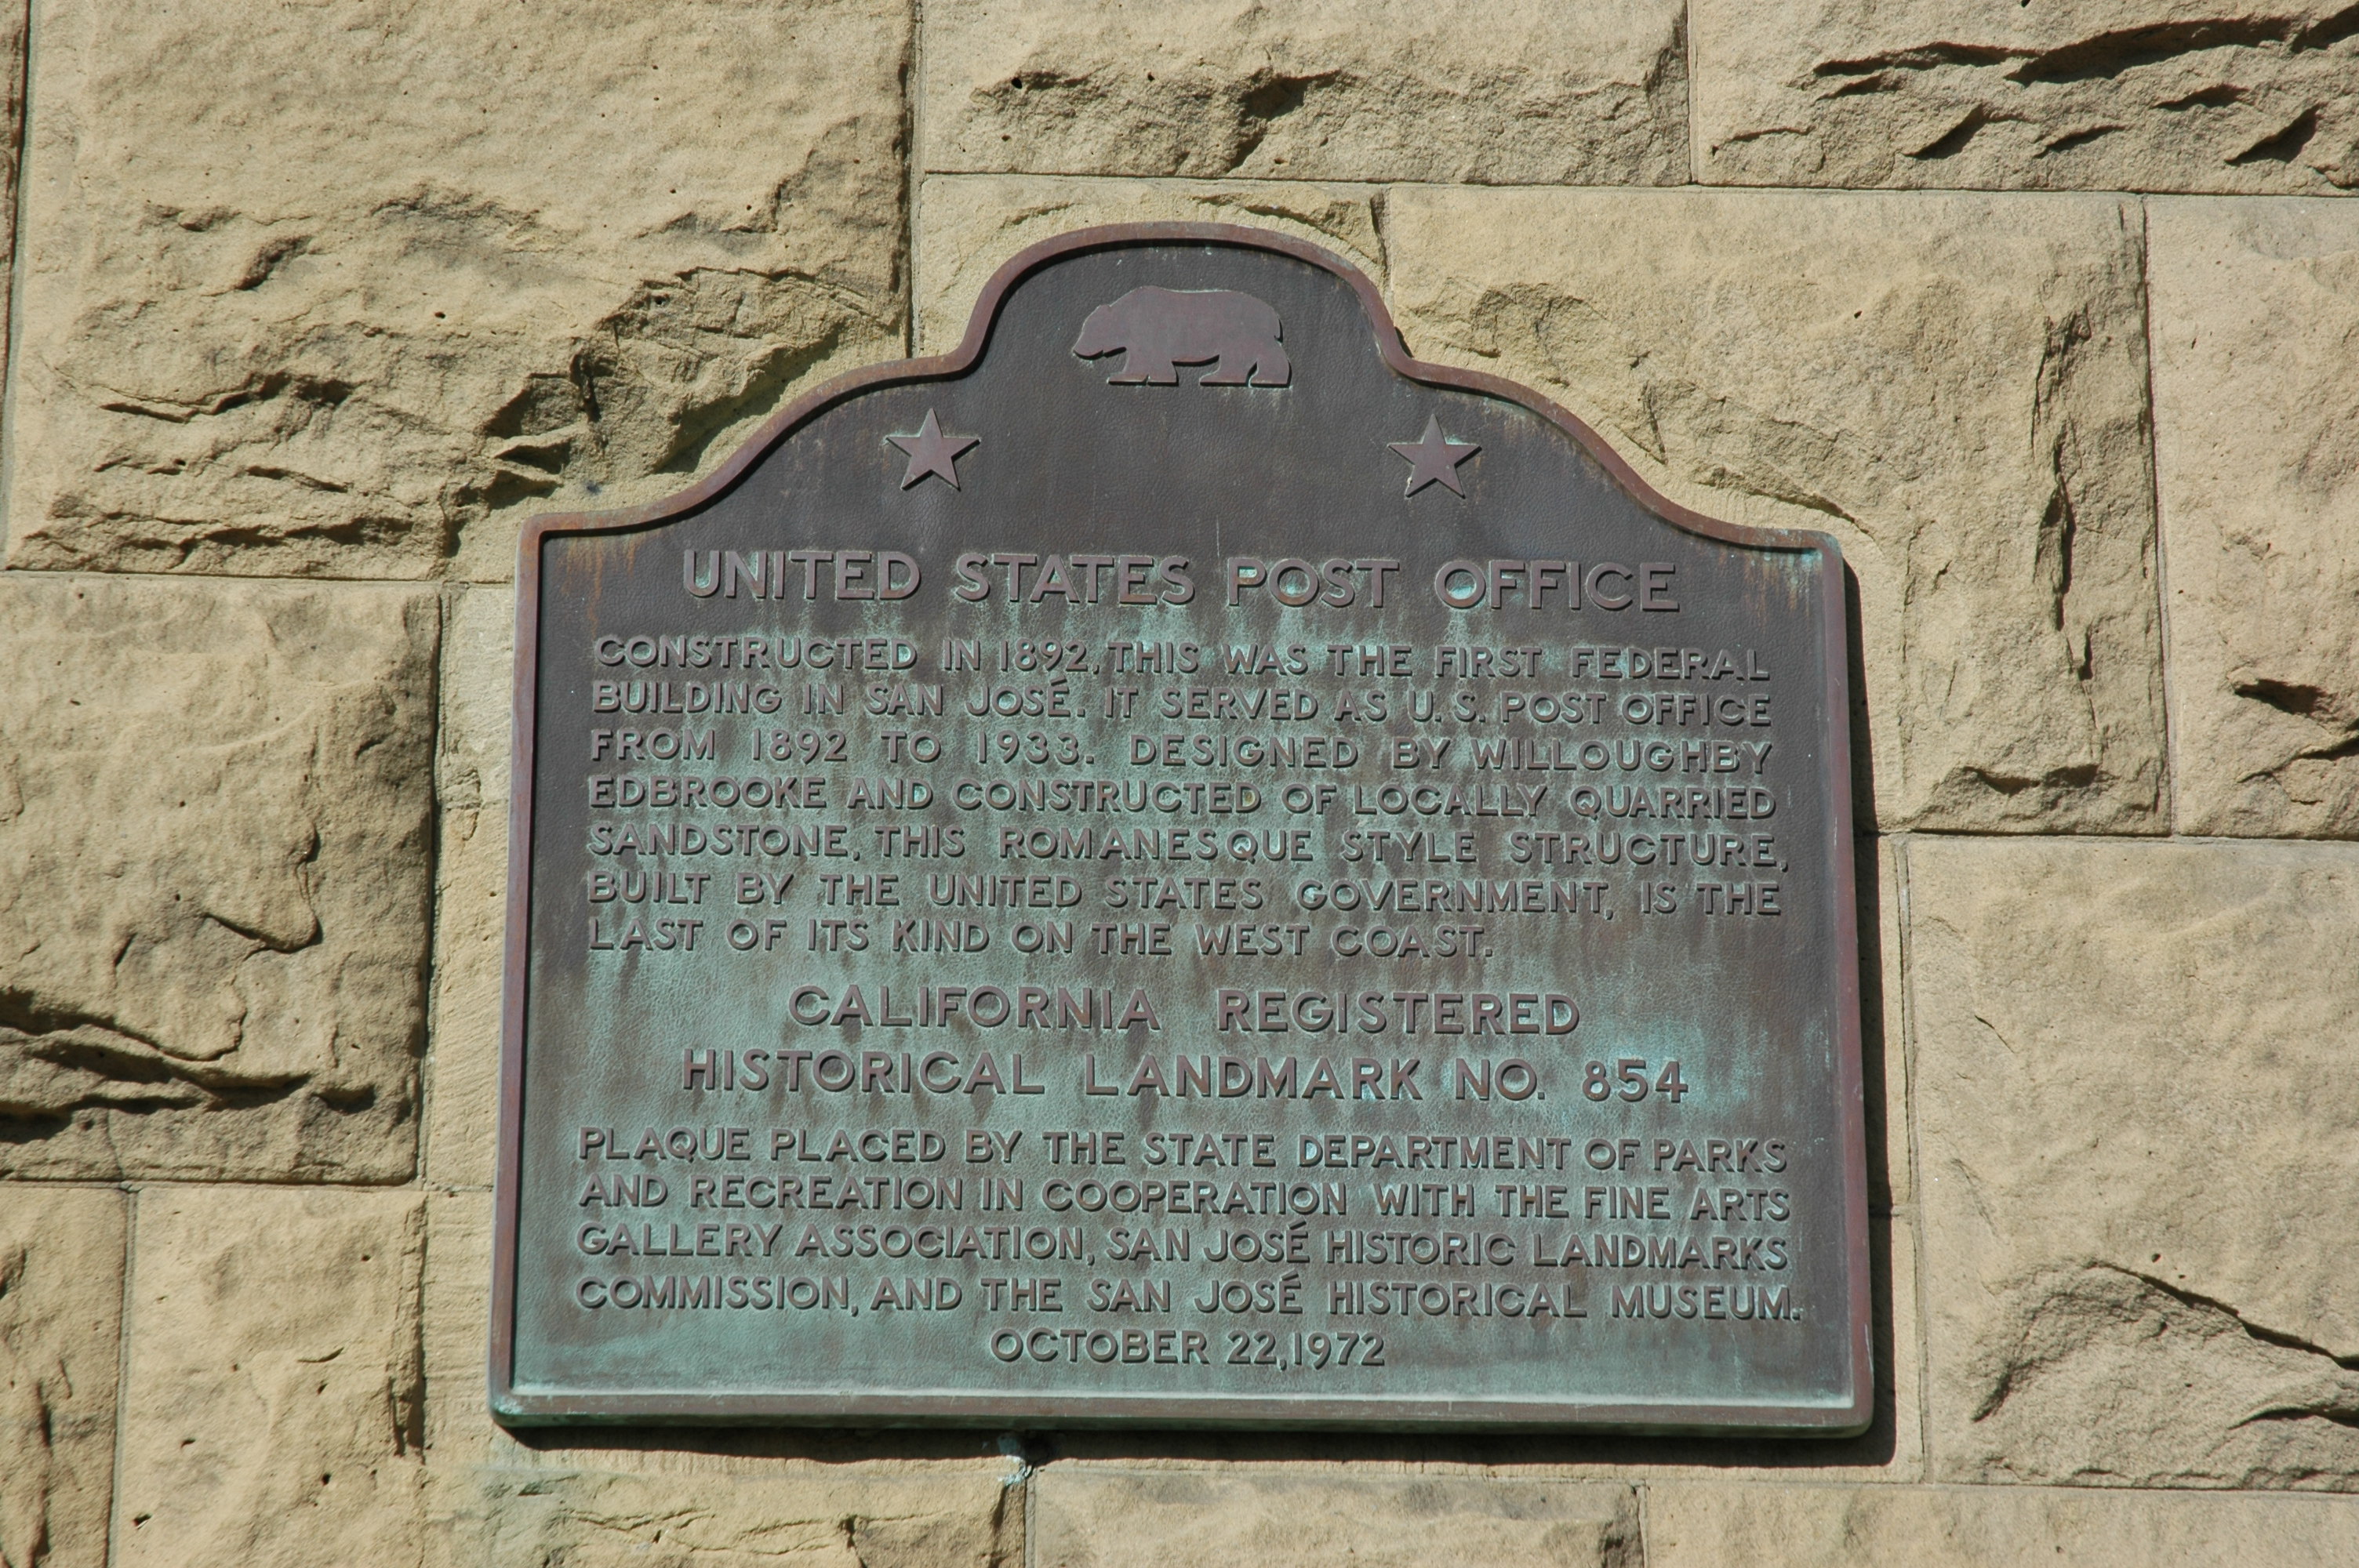 UNITED STATES POST OFFICE
CONSTRUCTED IN 1892, THIS WAS THE FIRST FEDERAL
BUILDING IN SAN JOSÉ. IT SERVED AS U.S. POST OFFICE
FROM 1892 TO 1933. DESIGNED BY WILLOUGHBY
EDBROOKE AND CONSTRUCTED OF LOCALLY QUARRIED
SANDSTONE, THIS ROMANESQUE STYLE STRUCTURE,
BUILT BY THE UNITED STATES GOVERNMENT, IS THE
LAST OF ITS KIND ON THE WEST COAST.
CALIFORNIA REGISTERED
HISTORICAL LANDMARK NO. 854
PLAQUE PLACED BY THE STATE DEPARTMENT OF PARKS
AND RECREATION IN COOPERATION WITH THE FINE ARTS
GALLERY ASSOCIATION, SAN JOSÉ HISTORIC LANDMARKS
COMMISSION, AND THE SAN JOSÉ HISTORICAL MUSEUM.
OCTOBER 22, 1972